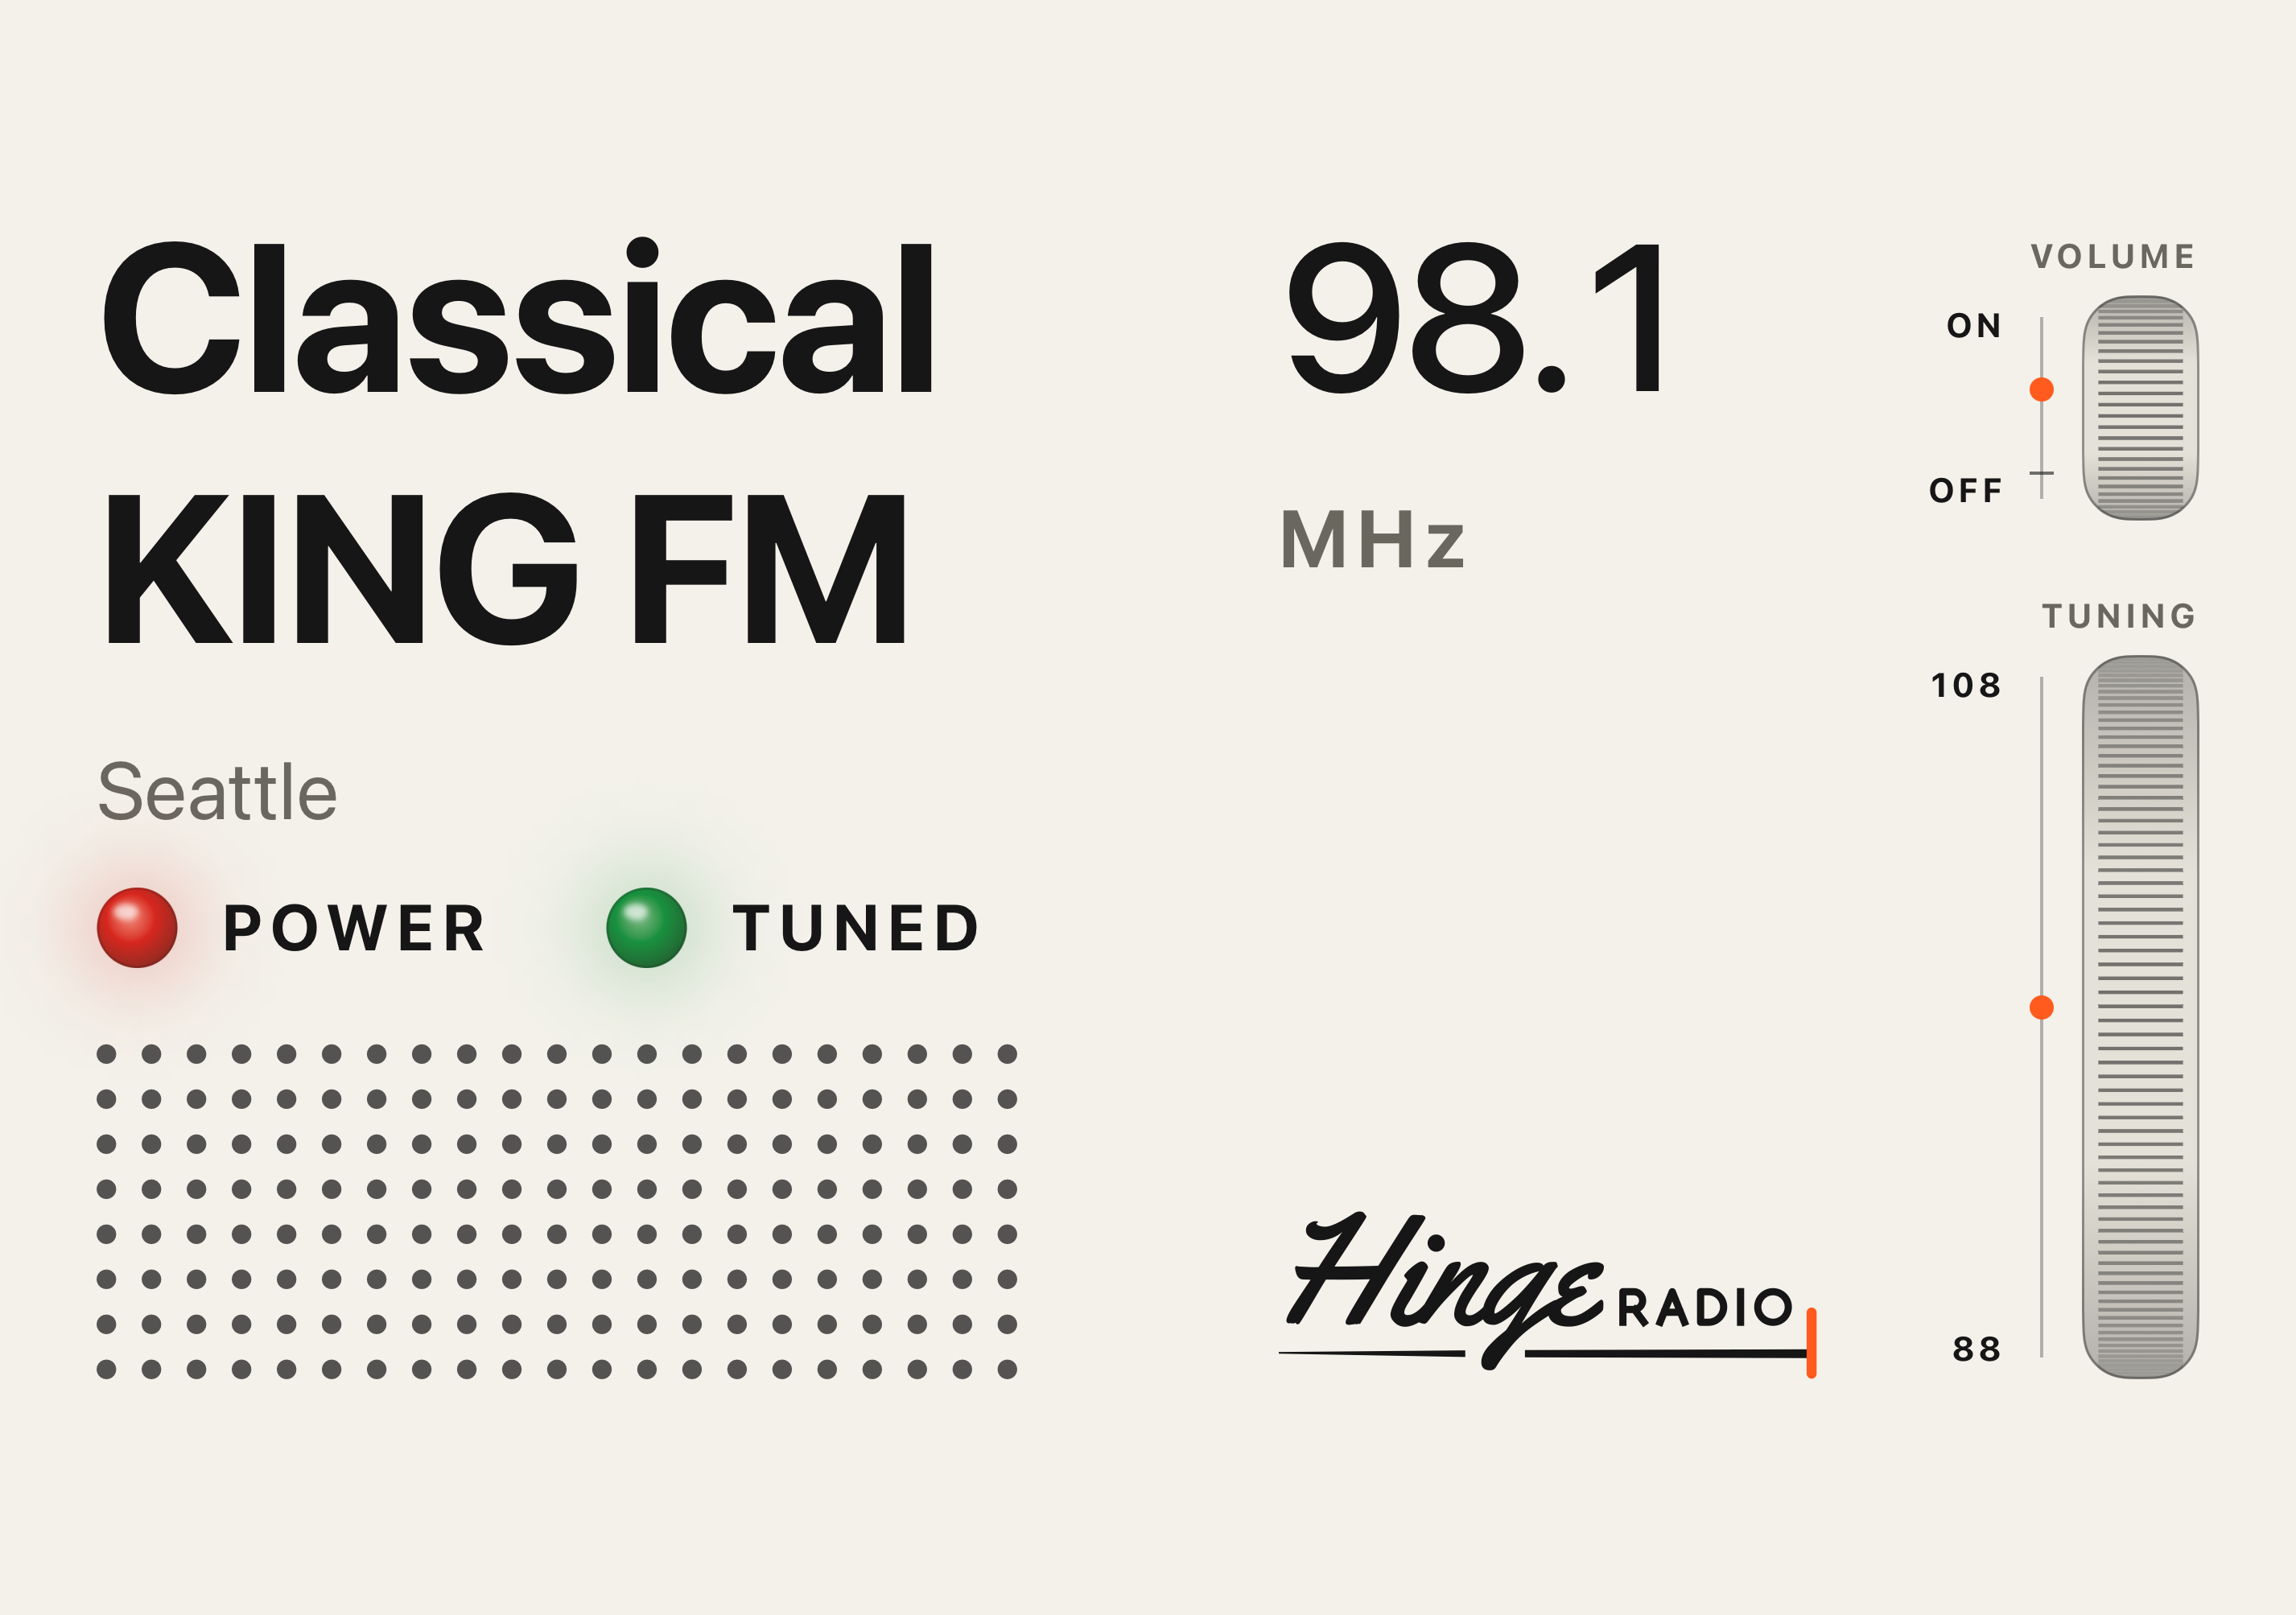 Classical
KING FM
Seattle
POWER
TUNED
98.1
MHz
Hinge RADIO
VOLUME
ON
OFF
TUNING
108
88